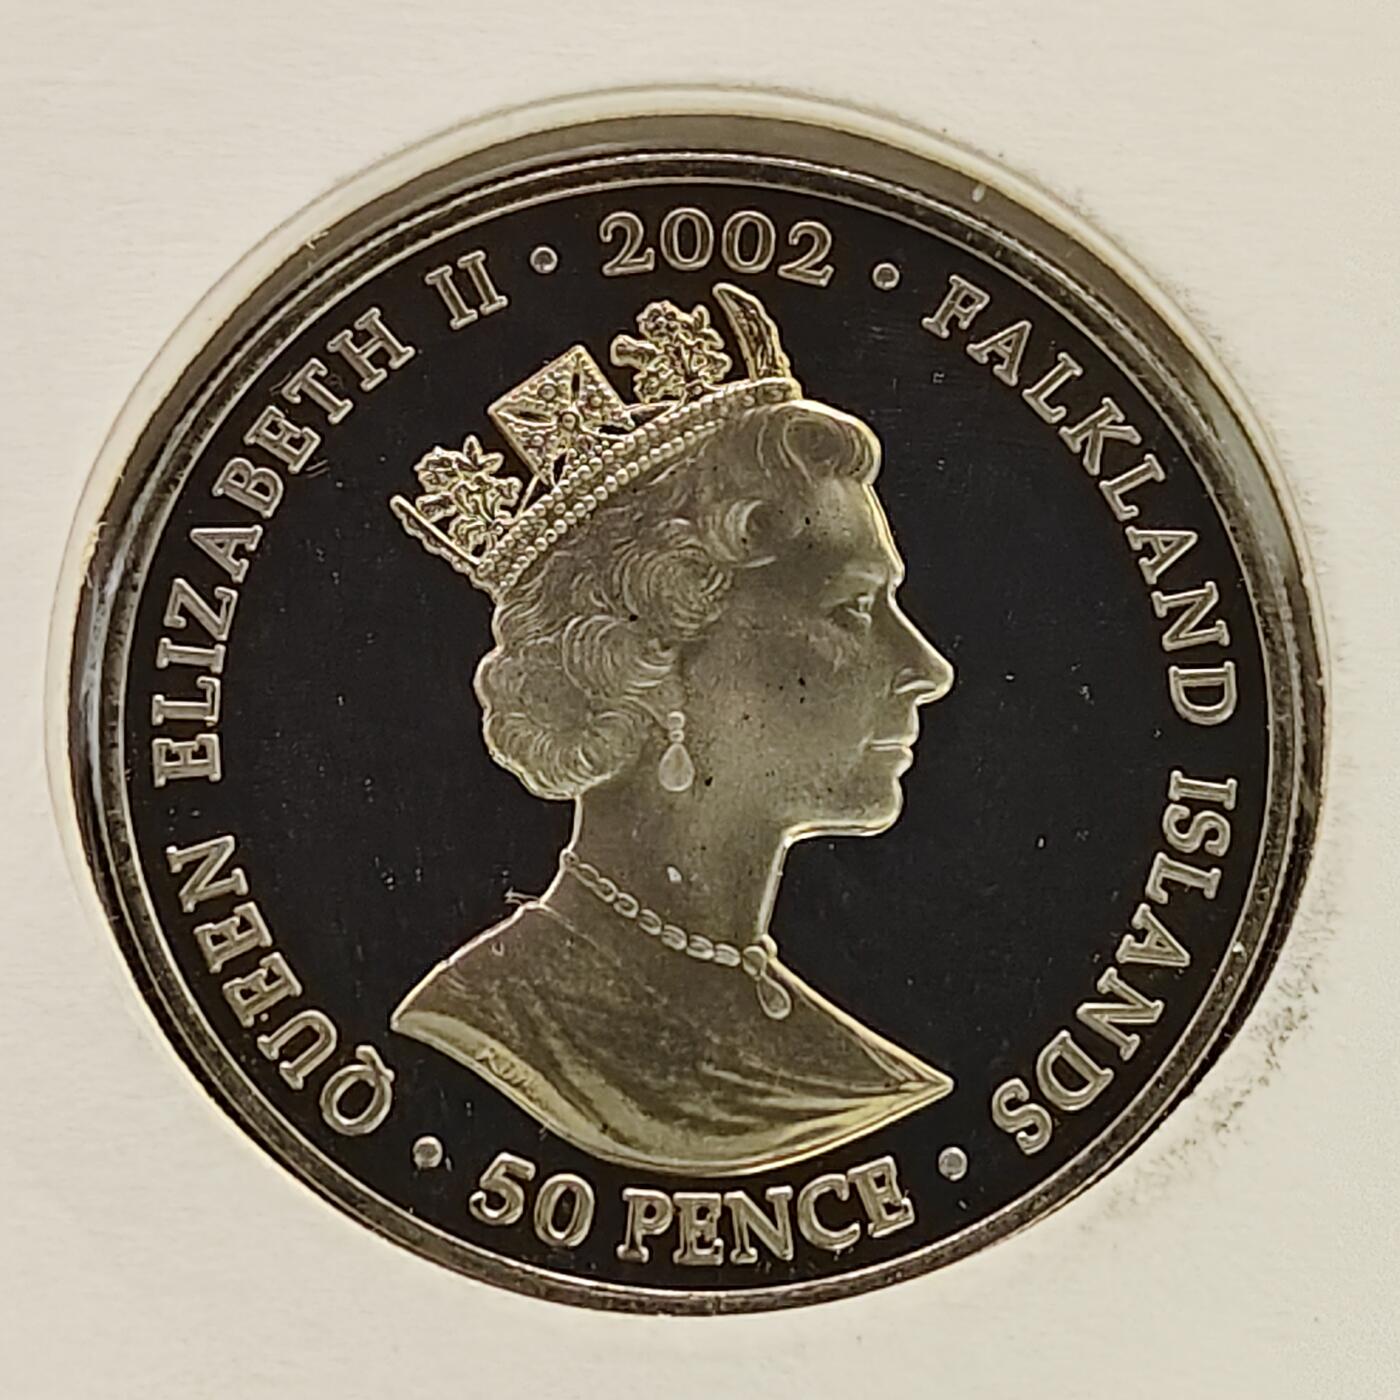 QUEEN ELIZABETH II • 2002 • FALKLAND ISLANDS
• 50 PENCE •